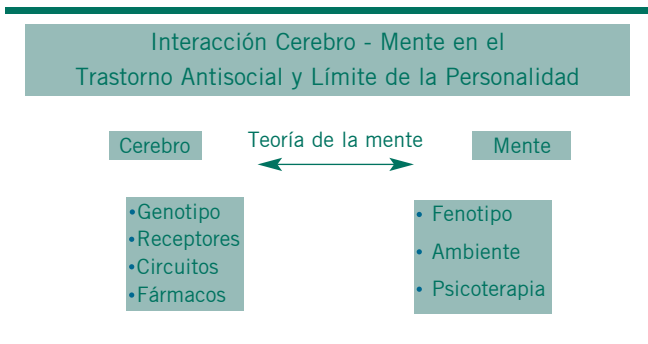 Interacción Cerebro - Mente en el
Trastorno Antisocial y Límite de la Personalidad
Cerebro
Teoría de la mente
Mente
•Genotipo
•Receptores
•Circuitos
•Fármacos
• Fenotipo
• Ambiente
• Psicoterapia